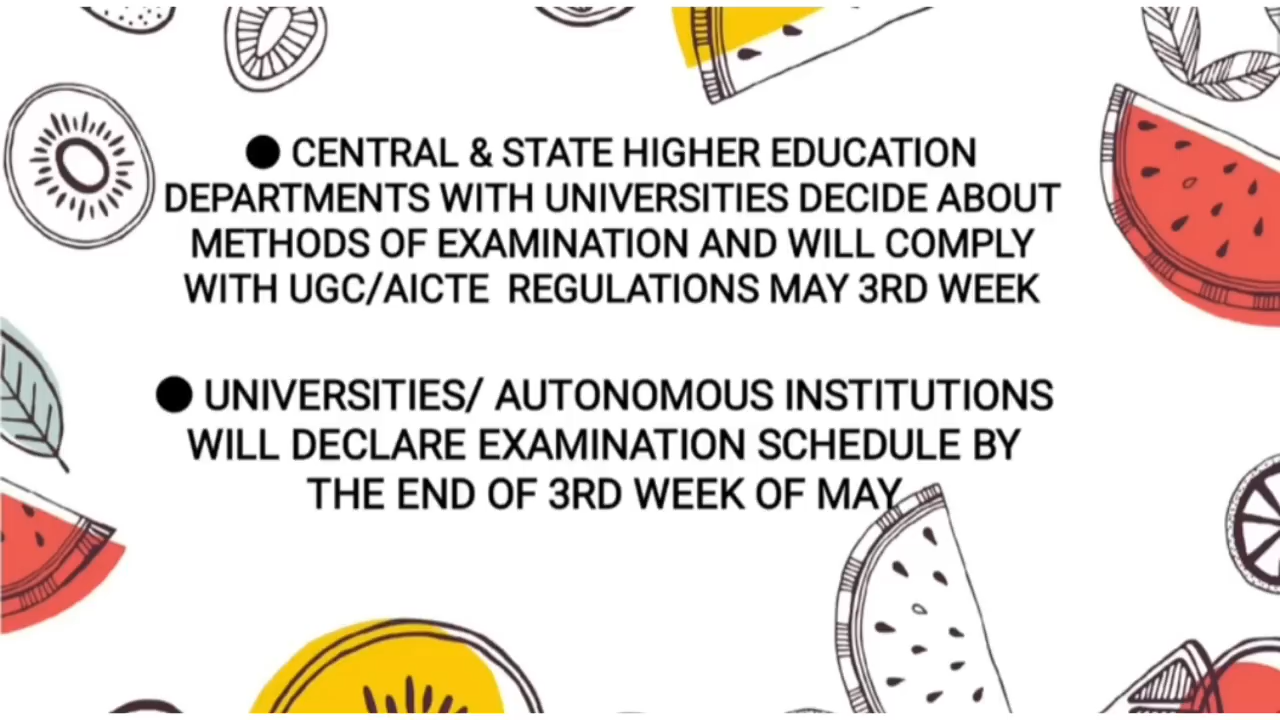 ● CENTRAL & STATE HIGHER EDUCATION
DEPARTMENTS WITH UNIVERSITIES DECIDE ABOUT
METHODS OF EXAMINATION AND WILL COMPLY
WITH UGC/AICTE  REGULATIONS MAY 3RD WEEK
● UNIVERSITIES/ AUTONOMOUS INSTITUTIONS
WILL DECLARE EXAMINATION SCHEDULE BY
THE END OF 3RD WEEK OF MAY